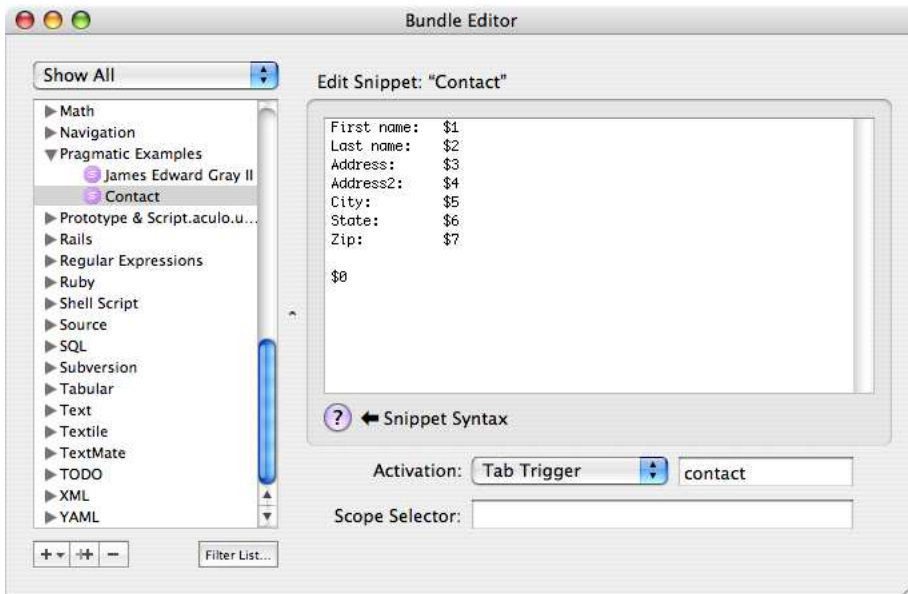 Bundle Editor
Show All
Math
Navigation
Pragmatic Examples
James Edward Gray II
Contact
Prototype & Script.aculo.u...
Rails
Regular Expressions
Ruby
Shell Script
Source
SQL
Subversion
Tabular
Text
Textile
TextMate
TODO
XML
YAML
Filter List...
Edit Snippet: “Contact”
First name: $1
Last name: $2
Address: $3
Address2: $4
City: $5
State: $6
Zip: $7
$0
? Snippet Syntax
Activation: Tab Trigger contact
Scope Selector: